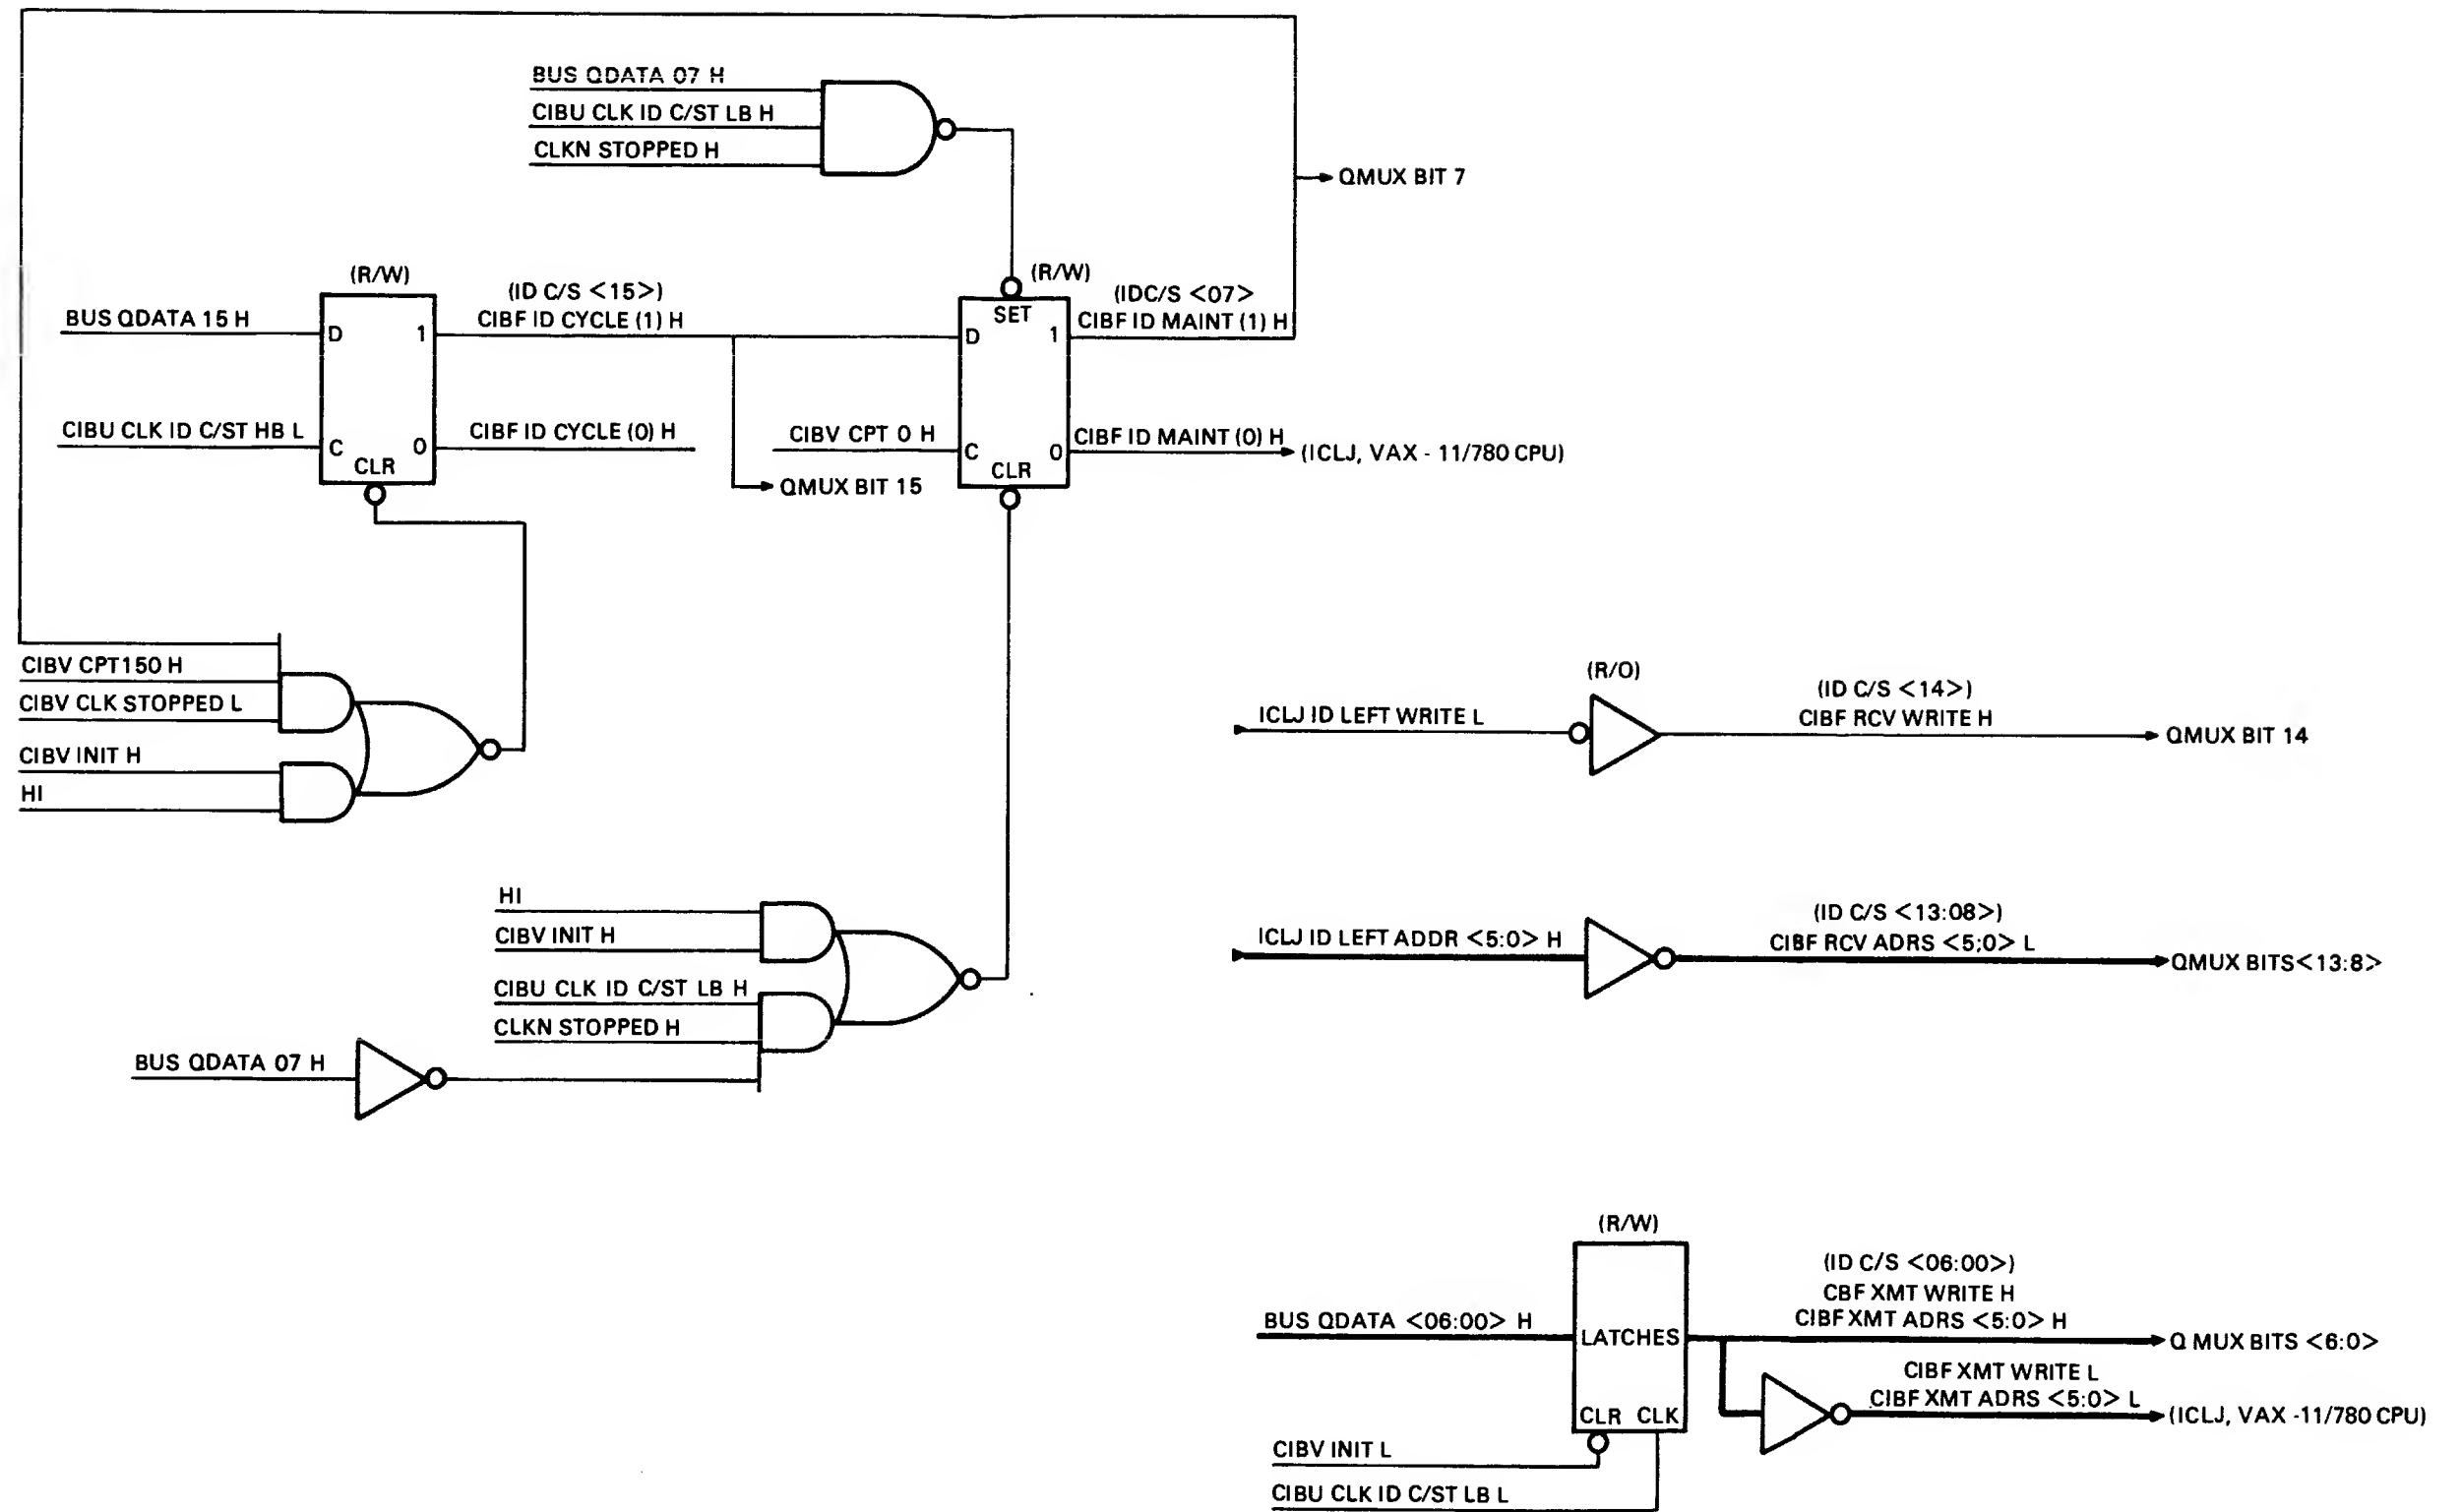 BUS QDATA 07 H
CIBU CLK ID C/ST LB H
CLKN STOPPED H
QMUX BIT 7
(R/W)
BUS QDATA 15 H
D
1
(ID C/S <15>)
CIBF ID CYCLE (1) H
CIBU CLK ID C/ST HB L
C
0
CLR
CIBF ID CYCLE (0) H
QMUX BIT 15
(R/W)
SET
D
1
(IDC/S <07>
CIBF ID MAINT (1) H
CIBV CPT 0 H
C
0
CLR
CIBF ID MAINT (0) H
(ICLJ, VAX - 11/780 CPU)
CIBV CPT150 H
CIBV CLK STOPPED L
CIBV INIT H
HI
HI
CIBV INIT H
CIBU CLK ID C/ST LB H
CLKN STOPPED H
BUS QDATA 07 H
(R/O)
ICLJ ID LEFT WRITE L
(ID C/S <14>)
CIBF RCV WRITE H
QMUX BIT 14
ICLJ ID LEFT ADDR <5:0> H
(ID C/S <13:08>)
CIBF RCV ADRS <5;0> L
QMUX BITS<13:8>
(R/W)
BUS QDATA <06:00> H
LATCHES
CLR CLK
(ID C/S <06:00>)
CBF XMT WRITE H
CIBF XMT ADRS <5:0> H
Q MUX BITS <6:0>
CIBF XMT WRITE L
CIBF XMT ADRS <5:0> L
(ICLJ, VAX -11/780 CPU)
CIBV INIT L
CIBU CLK ID C/ST LB L